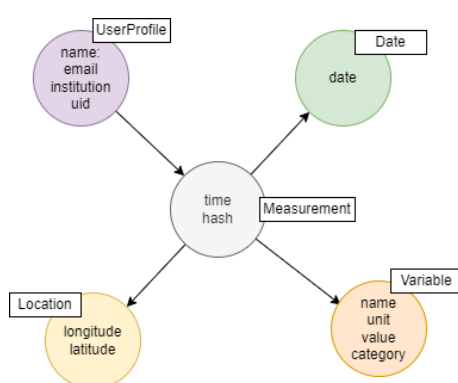 UserProfile
name:
email
institution
uid
Date
date
time
hash
Measurement
Location
longitude
latitude
Variable
name
unit
value
category